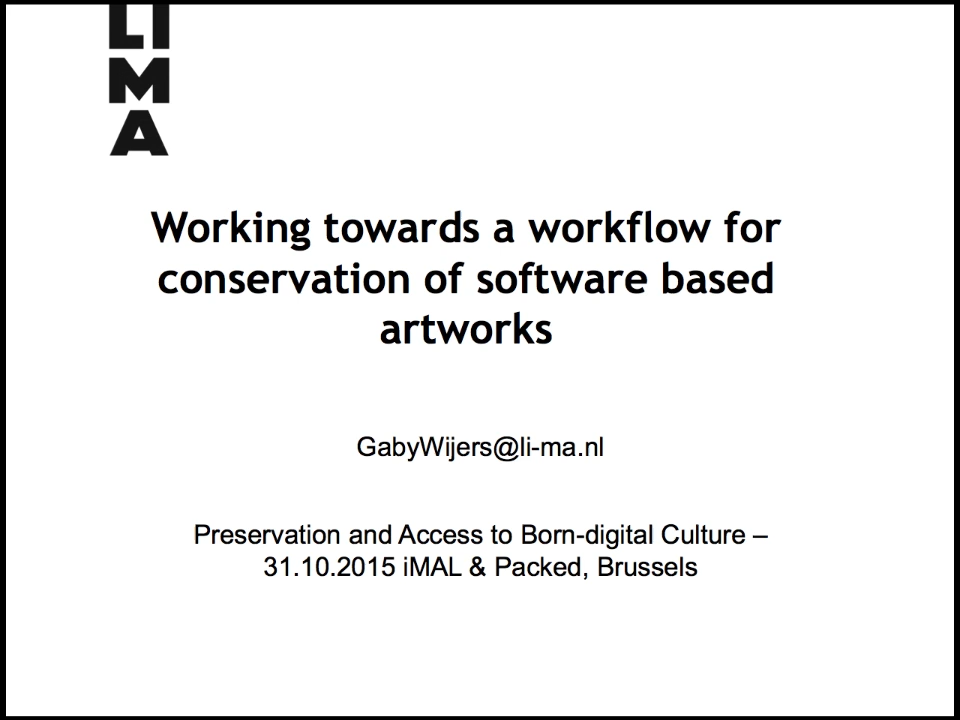 LI
MA
Working towards a workflow for
conservation of software based
artworks
GabyWijers@li-ma.nl
Preservation and Access to Born-digital Culture –
31.10.2015 iMAL & Packed, Brussels